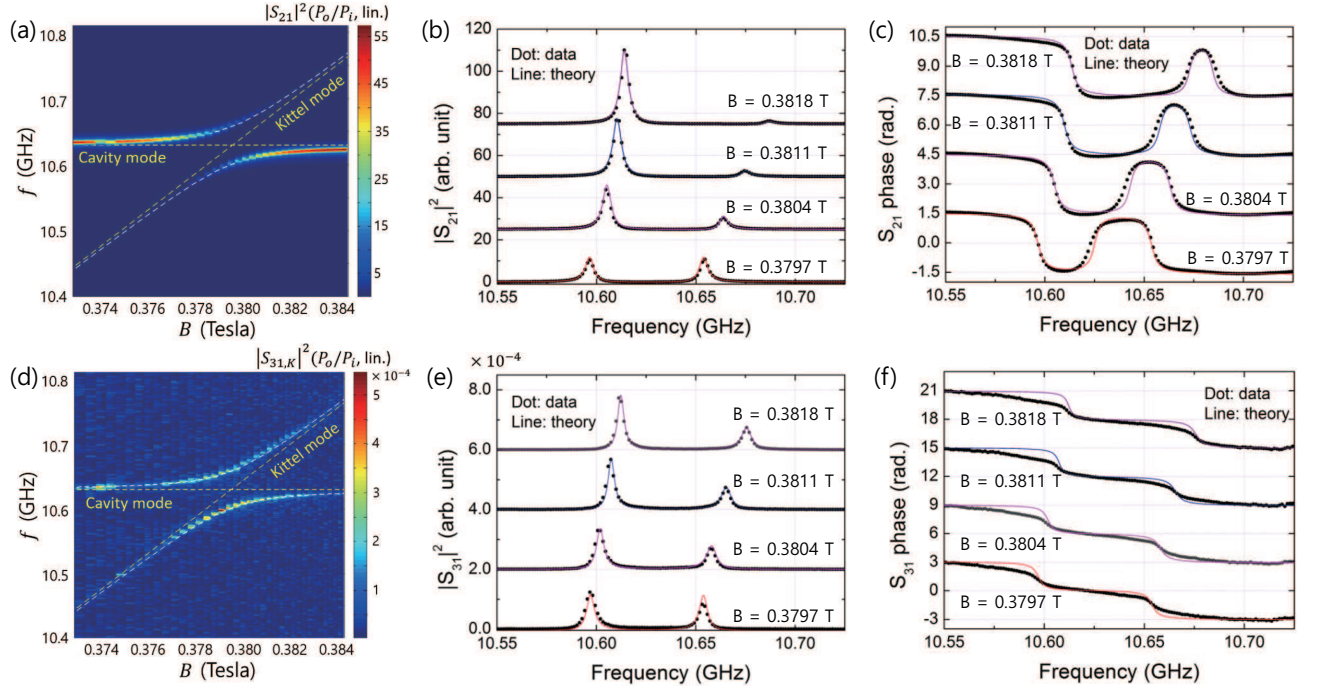 (a)
|S₂₁|² (Pₒ/Pᵢ, lin.)
10.8
10.7
10.6
10.5
10.4
f (GHz)
Kittel mode
Cavity mode
0.374 0.376 0.378 0.380 0.382 0.384
B (Tesla)
55
45
35
25
15
5
(b)
Dot: data
Line: theory
120
100
80
60
40
20
0
|S₂₁|² (arb. unit)
B = 0.3818 T
B = 0.3811 T
B = 0.3804 T
B = 0.3797 T
10.55 10.60 10.65 10.70
Frequency (GHz)
(c)
10.5
9.0
7.5
6.0
4.5
3.0
1.5
0.0
-1.5
S₂₁ phase (rad.)
Dot: data
Line: theory
B = 0.3818 T
B = 0.3811 T
B = 0.3804 T
B = 0.3797 T
10.55 10.60 10.65 10.70
Frequency (GHz)
(d)
|S₃₁,K|² (Pₒ/Pᵢ, lin.)
10.8
10.7
10.6
10.5
10.4
f (GHz)
Kittel mode
Cavity mode
0.374 0.376 0.378 0.380 0.382 0.384
B (Tesla)
× 10⁻⁴
5
4
3
2
1
(e)
× 10⁻⁴
8.0
6.0
4.0
2.0
0.0
|S₃₁|² (arb. unit)
Dot: data
Line: theory
B = 0.3818 T
B = 0.3811 T
B = 0.3804 T
B = 0.3797 T
10.55 10.60 10.65 10.70
Frequency (GHz)
(f)
21
18
15
12
9
6
3
0
-3
S₃₁ phase (rad.)
Dot: data
Line: theory
B = 0.3818 T
B = 0.3811 T
B = 0.3804 T
B = 0.3797 T
10.55 10.60 10.65 10.70
Frequency (GHz)